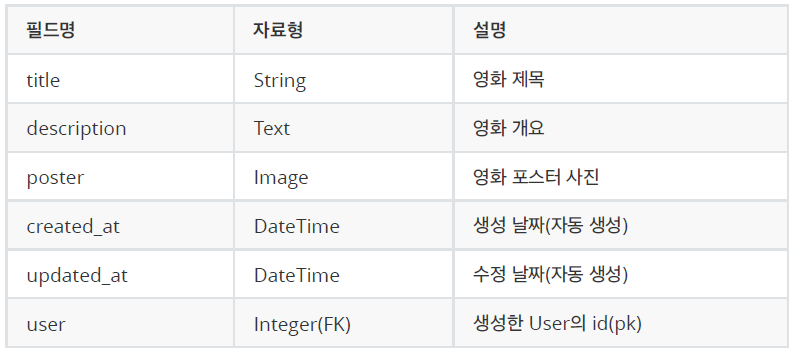 필드명 자료형 설명
title String 영화 제목
description Text 영화 개요
poster Image 영화 포스터 사진
created_at DateTime 생성 날짜(자동 생성)
updated_at DateTime 수정 날짜(자동 생성)
user Integer(FK) 생성한 User의 id(pk)